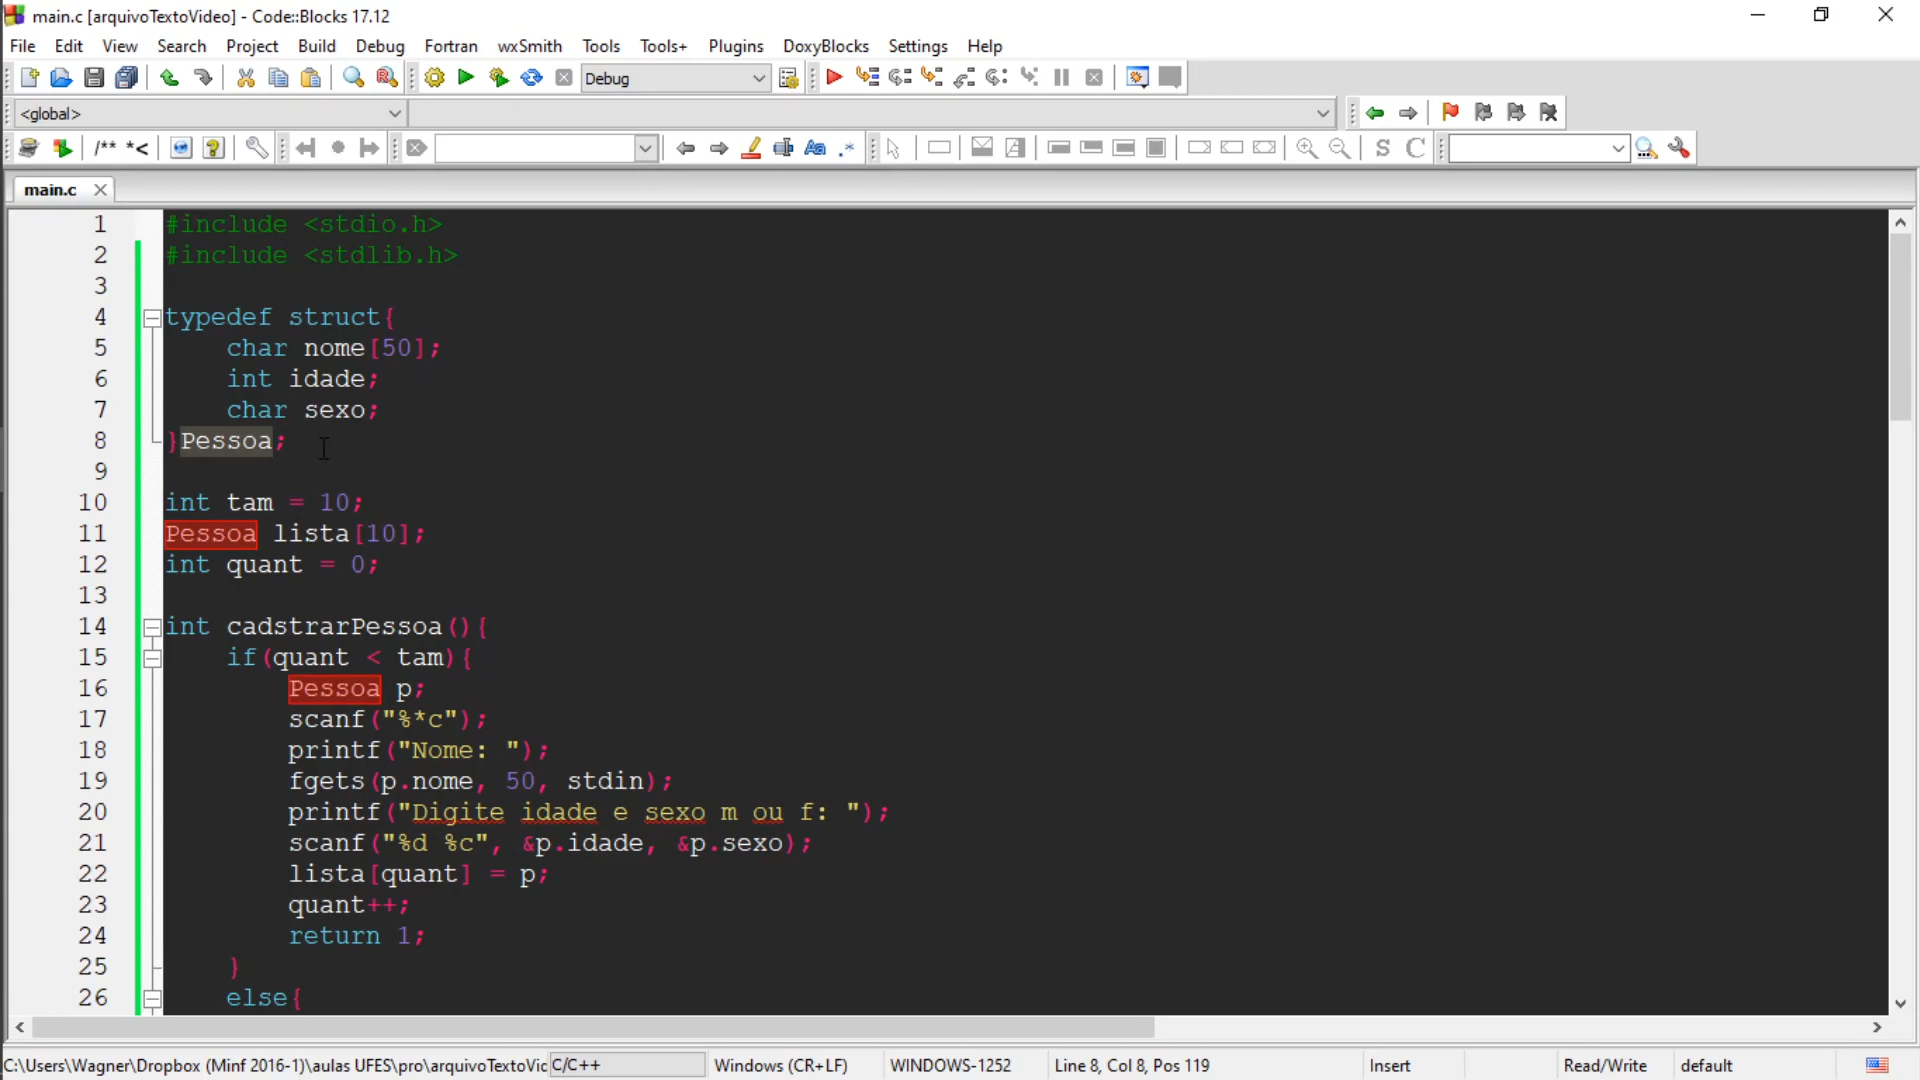 main.c [arquivoTextoVideo] - Code::Blocks 17.12
File Edit View Search Project Build Debug Fortran wxSmith Tools Tools+ Plugins DoxyBlocks Settings Help
Debug
<global>
/** *<
Aa .* S C
main.c
1 #include <stdio.h>
2 #include <stdlib.h>
3
4 typedef struct{
5 char nome[50];
6 int idade;
7 char sexo;
8 }Pessoa;
9
10 int tam = 10;
11 Pessoa lista[10];
12 int quant = 0;
13
14 int cadstrarPessoa(){
15 if(quant < tam){
16 Pessoa p;
17 scanf("%*c");
18 printf("Nome: ");
19 fgets(p.nome, 50, stdin);
20 printf("Digite idade e sexo m ou f: ");
21 scanf("%d %c", &p.idade, &p.sexo);
22 lista[quant] = p;
23 quant++;
24 return 1;
25 }
26 else{
C:\Users\Wagner\Dropbox (Minf 2016-1)\aulas UFES\pro\arquivoTextoVic C/C++ Windows (CR+LF) WINDOWS-1252 Line 8, Col 8, Pos 119 Insert Read/Write default